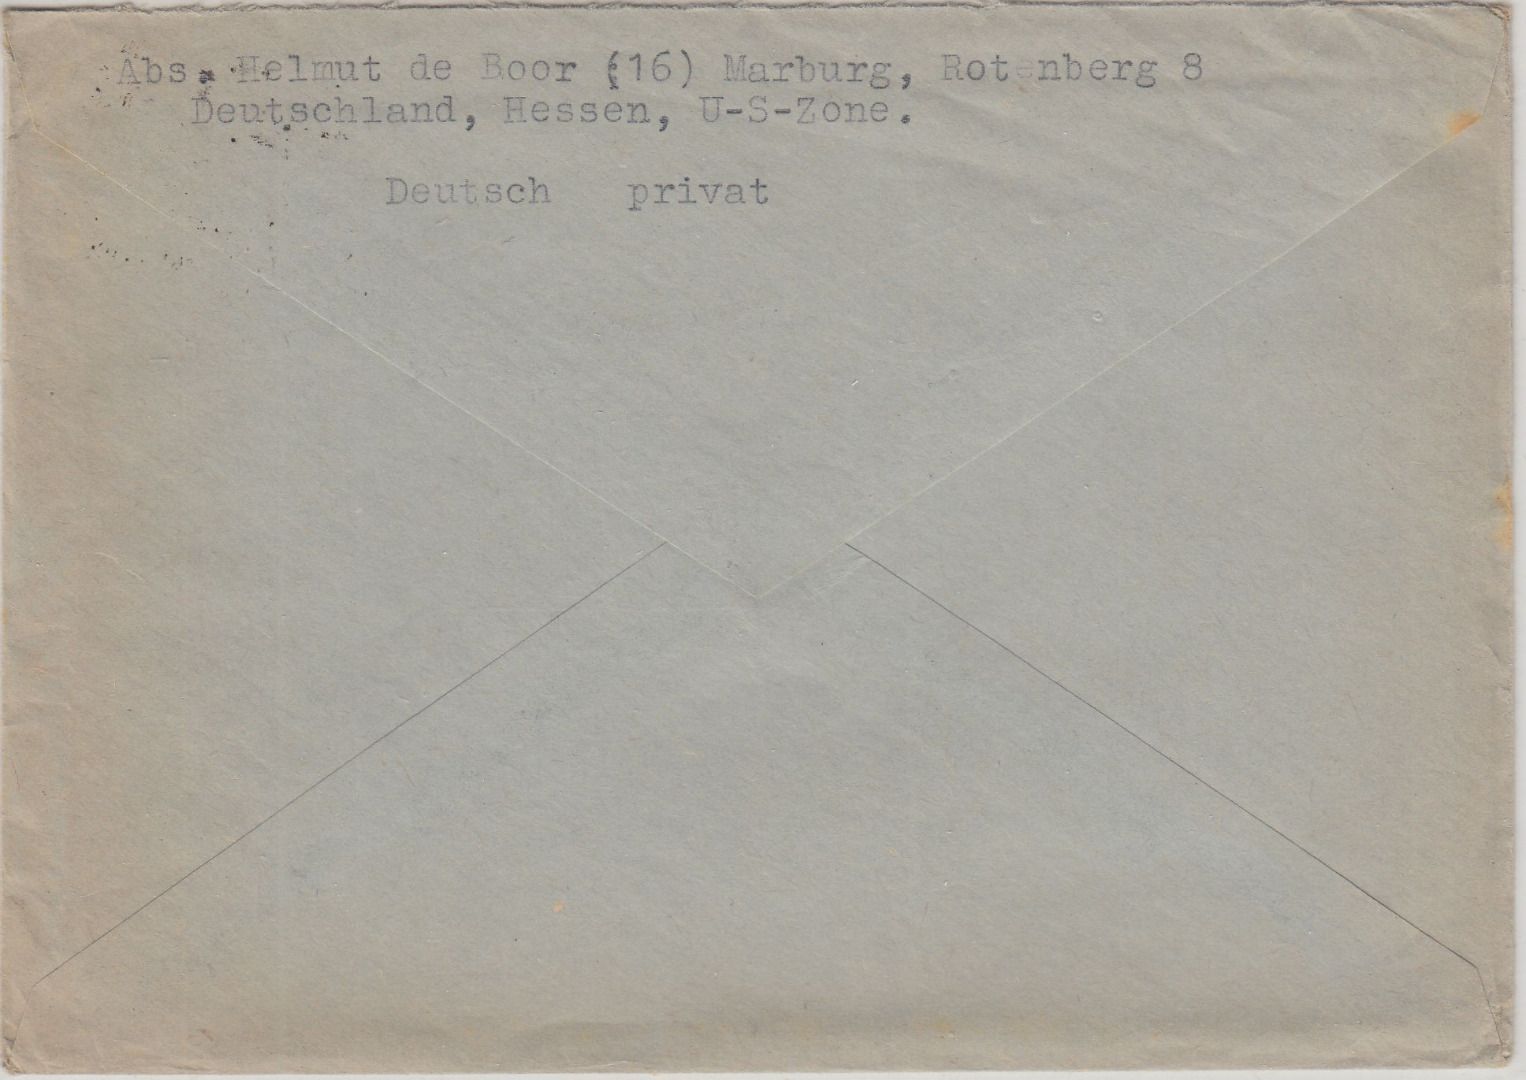 Abs. Helmut de Boor (16) Marburg, Rotenberg 8
Deutschland, Hessen, U-S-Zone.
Deutsch privat